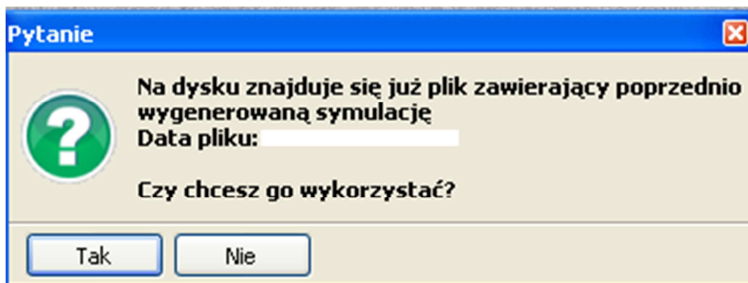 Pytanie
Na dysku znajduje się już plik zawierający poprzednio
wygenerowaną symulację
Data pliku:
Czy chcesz go wykorzystać?
Tak
Nie